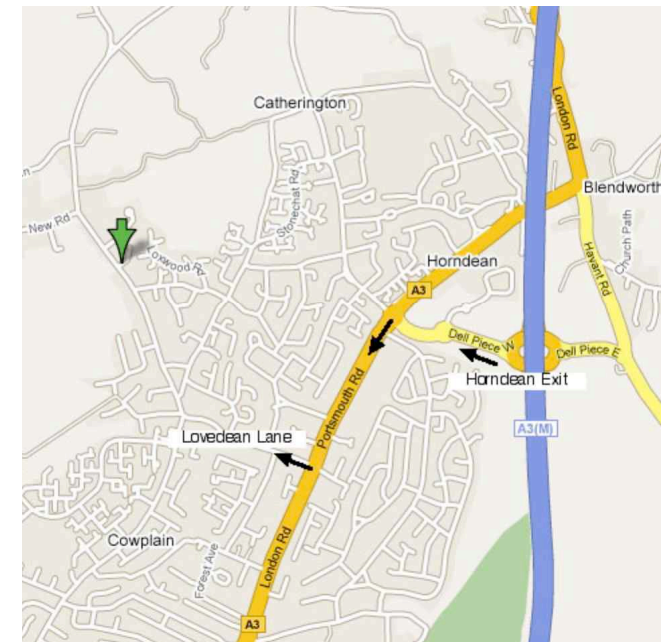 Catherington
London Rd
Blendworth
Stonechat Rd
New Rd
Loxwood Rd
Church Path
Havant Rd
Horndean
A3
Dell Piece W
Dell Piece E
Horndean Exit
Portsmouth Rd
A3(M)
Lovedean Lane
Cowplain
Forest Ave
London Rd
A3